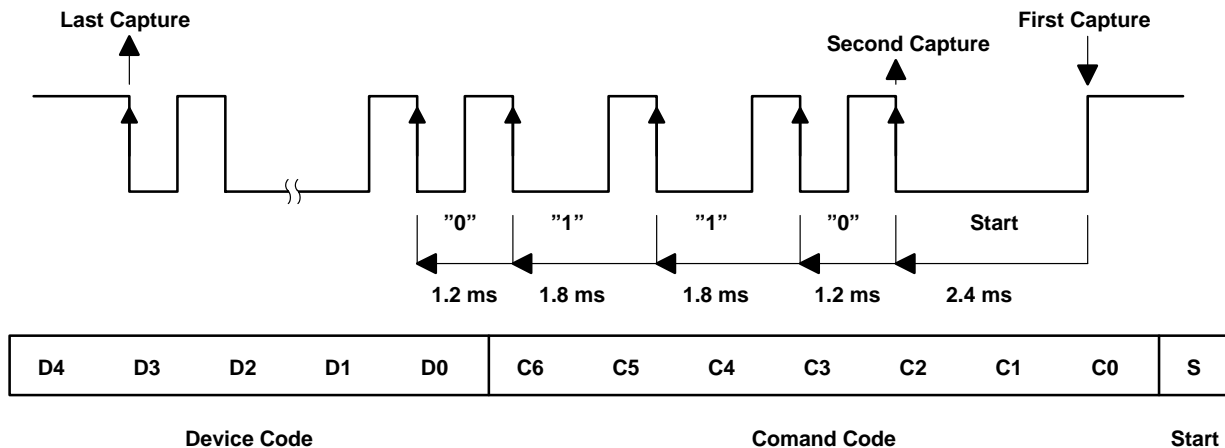 Last Capture
First Capture
Second Capture
”0”
”1”
”1”
”0”
Start
1.2 ms
1.8 ms
1.8 ms
1.2 ms
2.4 ms
D4 D3 D2 D1 D0 C6 C5 C4 C3 C2 C1 C0 S
Device Code
Comand Code
Start